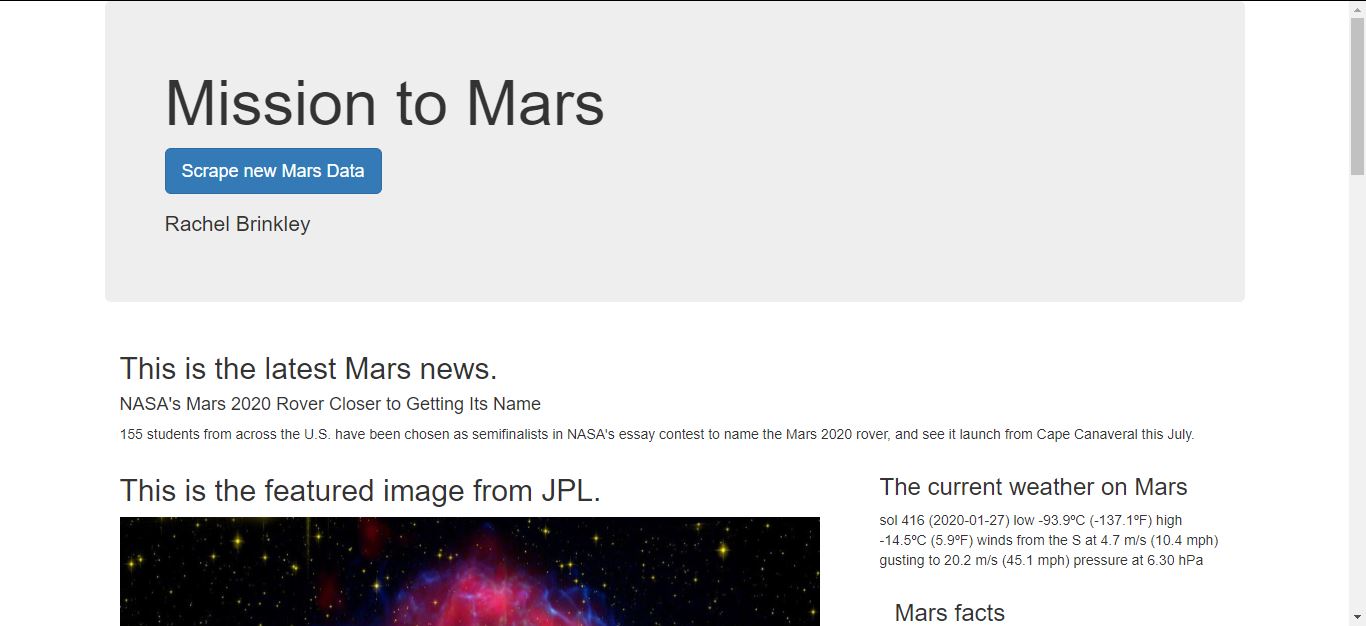 Mission to Mars
Scrape new Mars Data
Rachel Brinkley
This is the latest Mars news.
NASA's Mars 2020 Rover Closer to Getting Its Name
155 students from across the U.S. have been chosen as semifinalists in NASA's essay contest to name the Mars 2020 rover, and see it launch from Cape Canaveral this July.
This is the featured image from JPL.
The current weather on Mars
sol 416 (2020-01-27) low -93.9ºC (-137.1ºF) high
-14.5ºC (5.9ºF) winds from the S at 4.7 m/s (10.4 mph)
gusting to 20.2 m/s (45.1 mph) pressure at 6.30 hPa
Mars facts